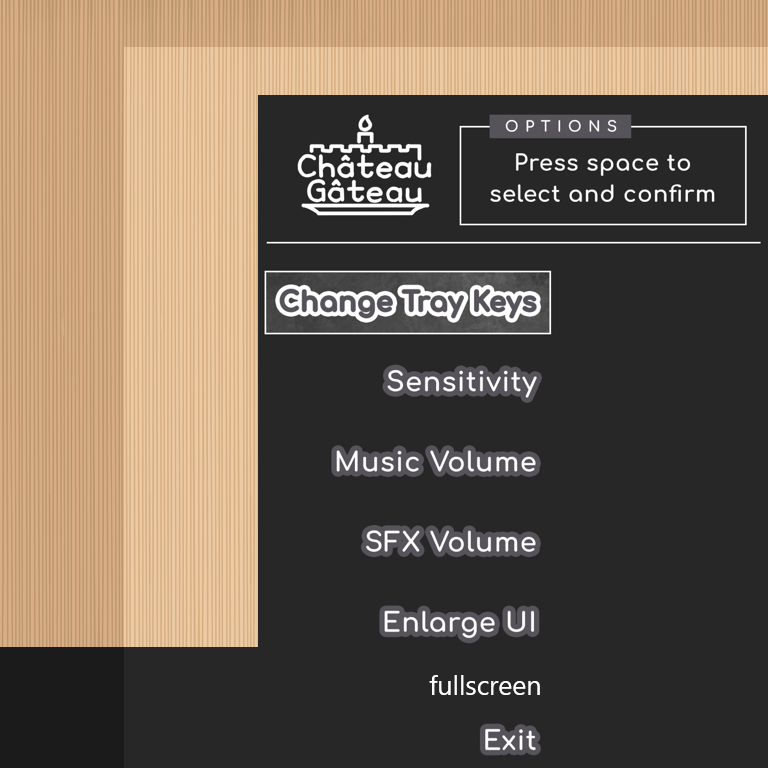 Château
Gâteau
OPTIONS
Press space to
select and confirm
Change Tray Keys
Sensitivity
Music Volume
SFX Volume
Enlarge UI
fullscreen
Exit